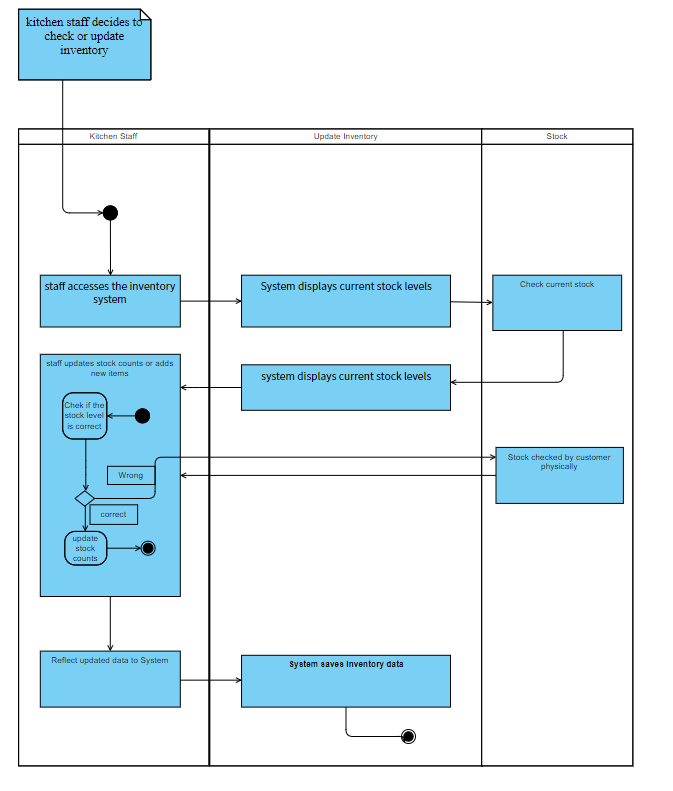 kitchen staff decides to
check or update
inventory
Kitchen Staff
Update Inventory
Stock
staff accesses the inventory
system
System displays current stock levels
Check current stock
staff updates stock counts or adds
new items
system displays current stock levels
Chek if the
stock level
is correct
Wrong
Stock checked by customer
physically
correct
update
stock
counts
Reflect updated data to System
System saves Inventory data